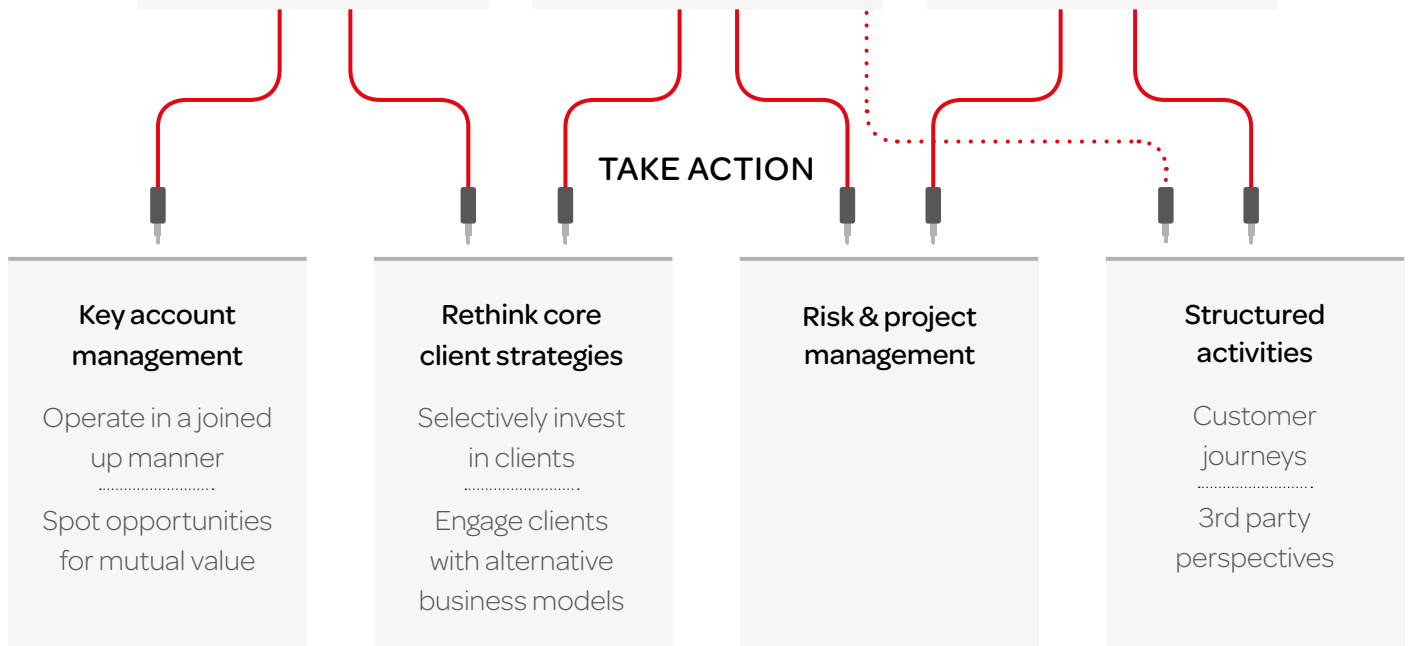 TAKE ACTION
Key account
management
Operate in a joined
up manner
Spot opportunities
for mutual value
Rethink core
client strategies
Selectively invest
in clients
Engage clients
with alternative
business models
Risk & project
management
Structured
activities
Customer
journeys
3rd party
perspectives